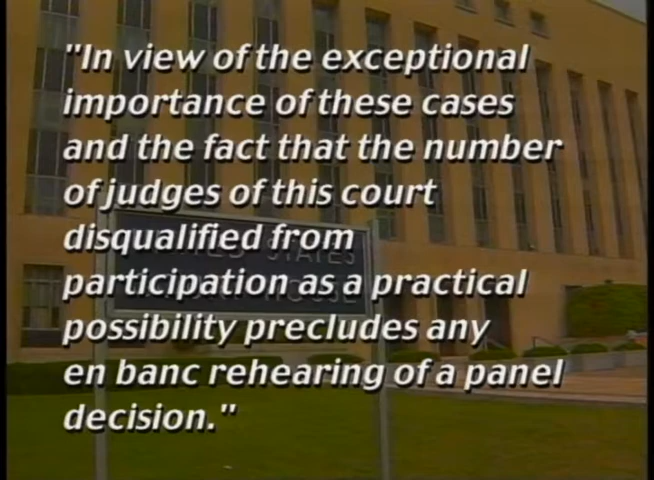 "In view of the exceptional
importance of these cases
and the fact that the number
of judges of this court
disqualified from
participation as a practical
possibility precludes any
en banc rehearing of a panel
decision."
STATES